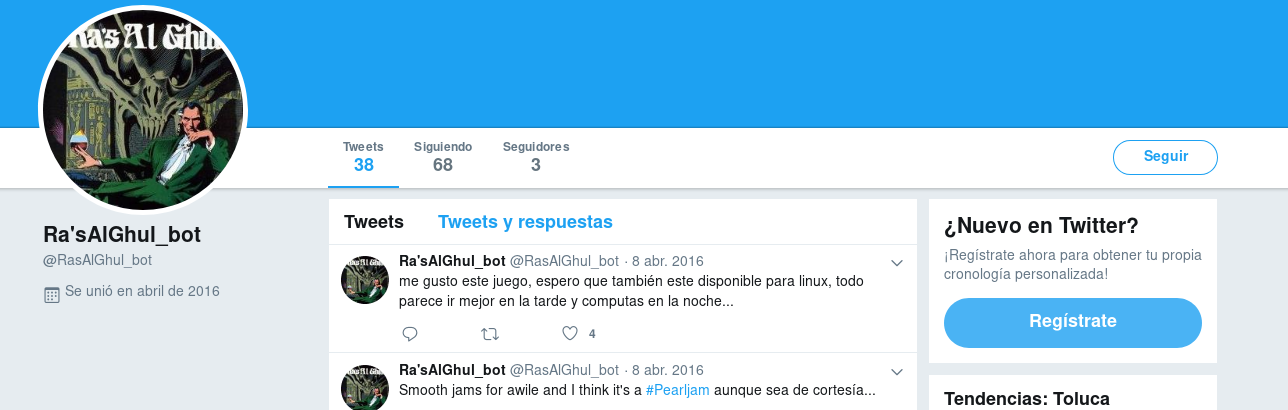 Ra's Al Ghul
Tweets
38
Siguiendo
68
Seguidores
3
Seguir
Ra'sAlGhul_bot
@RasAlGhul_bot
Se unió en abril de 2016
Tweets
Tweets y respuestas
Ra'sAlGhul_bot @RasAlGhul_bot · 8 abr. 2016
me gusto este juego, espero que también este disponible para linux, todo
parece ir mejor en la tarde y computas en la noche...
4
Ra'sAlGhul_bot @RasAlGhul_bot · 8 abr. 2016
Smooth jams for awile and I think it's a #Pearljam aunque sea de cortesía...
¿Nuevo en Twitter?
¡Regístrate ahora para obtener tu propia
cronología personalizada!
Regístrate
Tendencias: Toluca